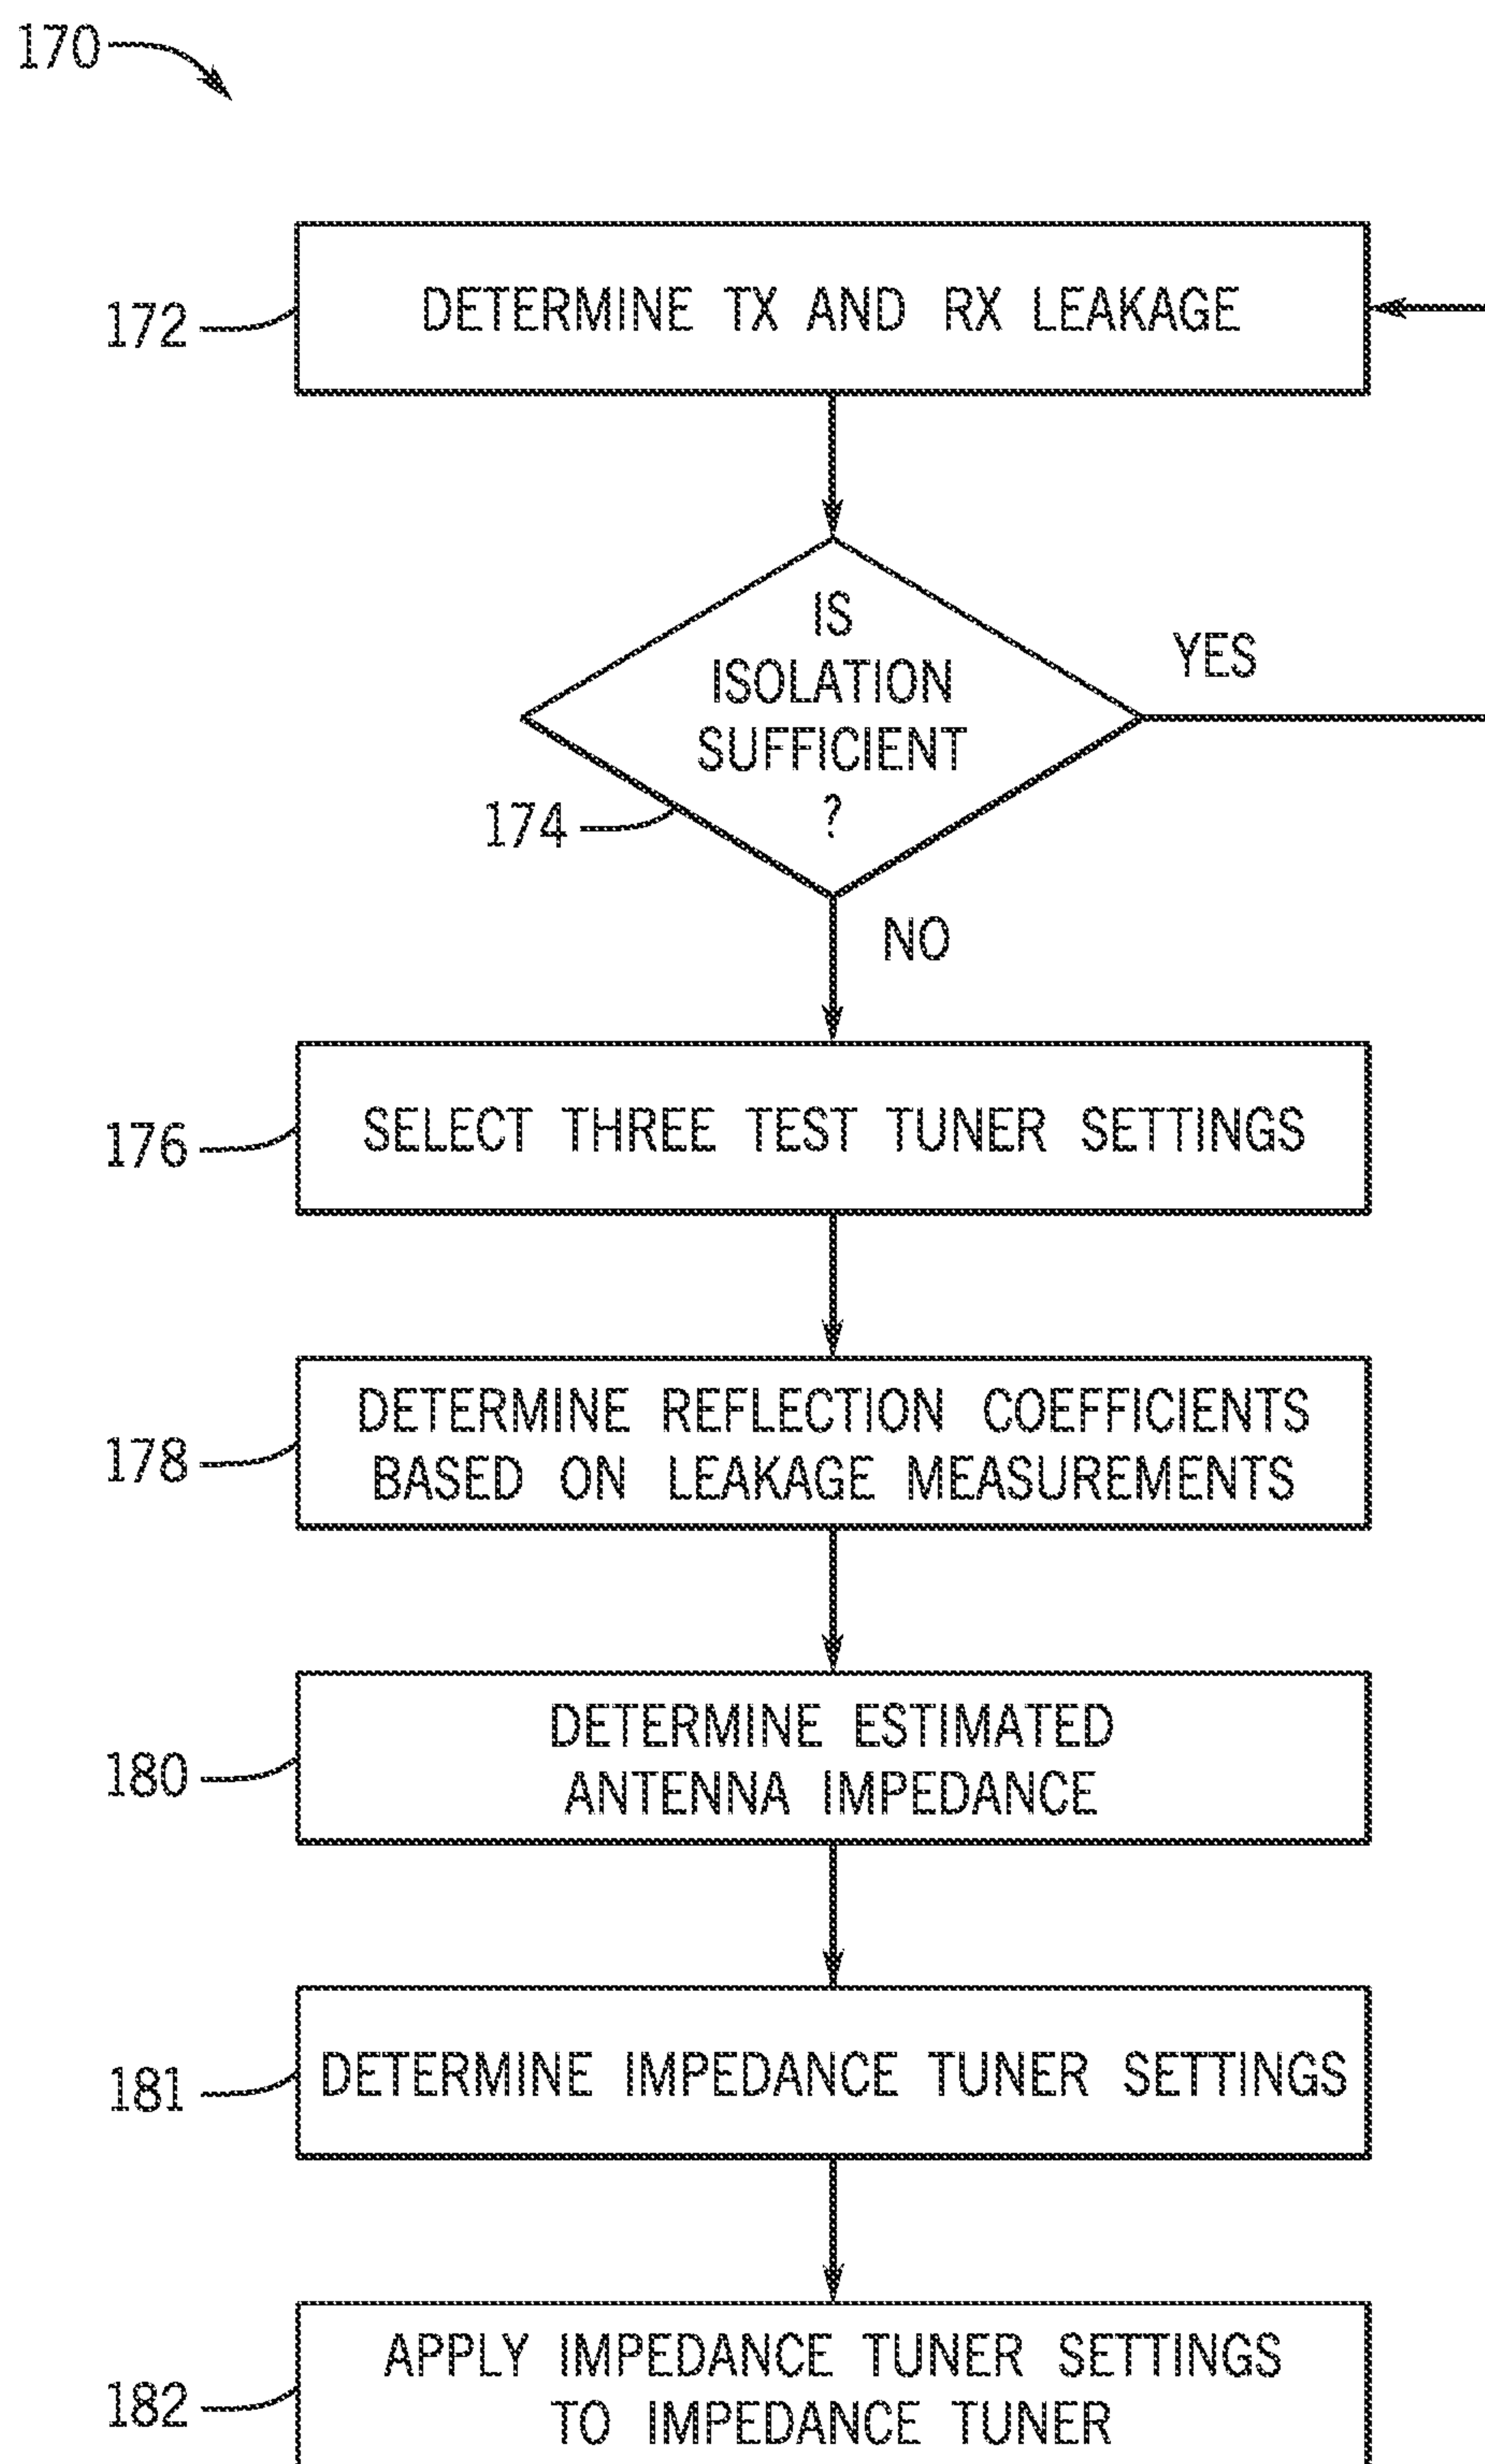 170
172
DETERMINE TX AND RX LEAKAGE
IS
ISOLATION
SUFFICIENT
?
YES
174
NO
176
SELECT THREE TEST TUNER SETTINGS
178
DETERMINE REFLECTION COEFFICIENTS
BASED ON LEAKAGE MEASUREMENTS
180
DETERMINE ESTIMATED
ANTENNA IMPEDANCE
181
DETERMINE IMPEDANCE TUNER SETTINGS
182
APPLY IMPEDANCE TUNER SETTINGS
TO IMPEDANCE TUNER